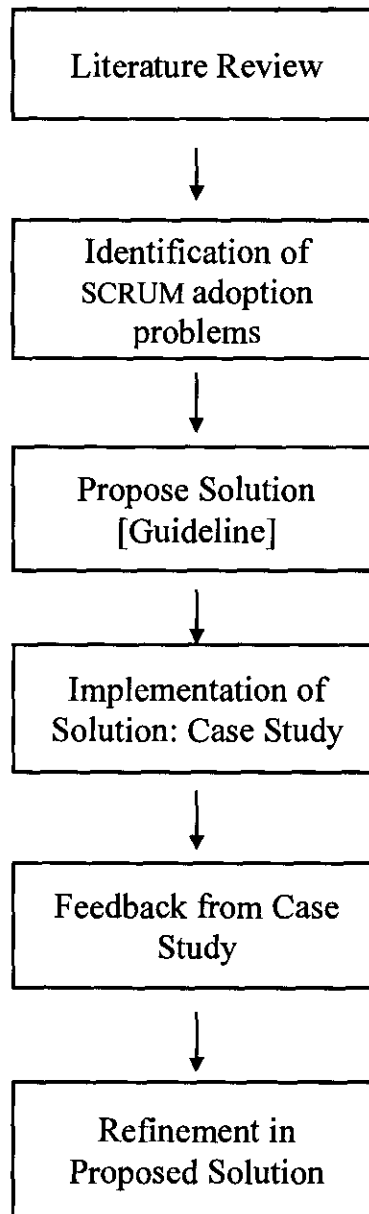 Literature Review
Identification of
SCRUM adoption
problems
Propose Solution
[Guideline]
Implementation of
Solution: Case Study
Feedback from Case
Study
Refinement in
Proposed Solution